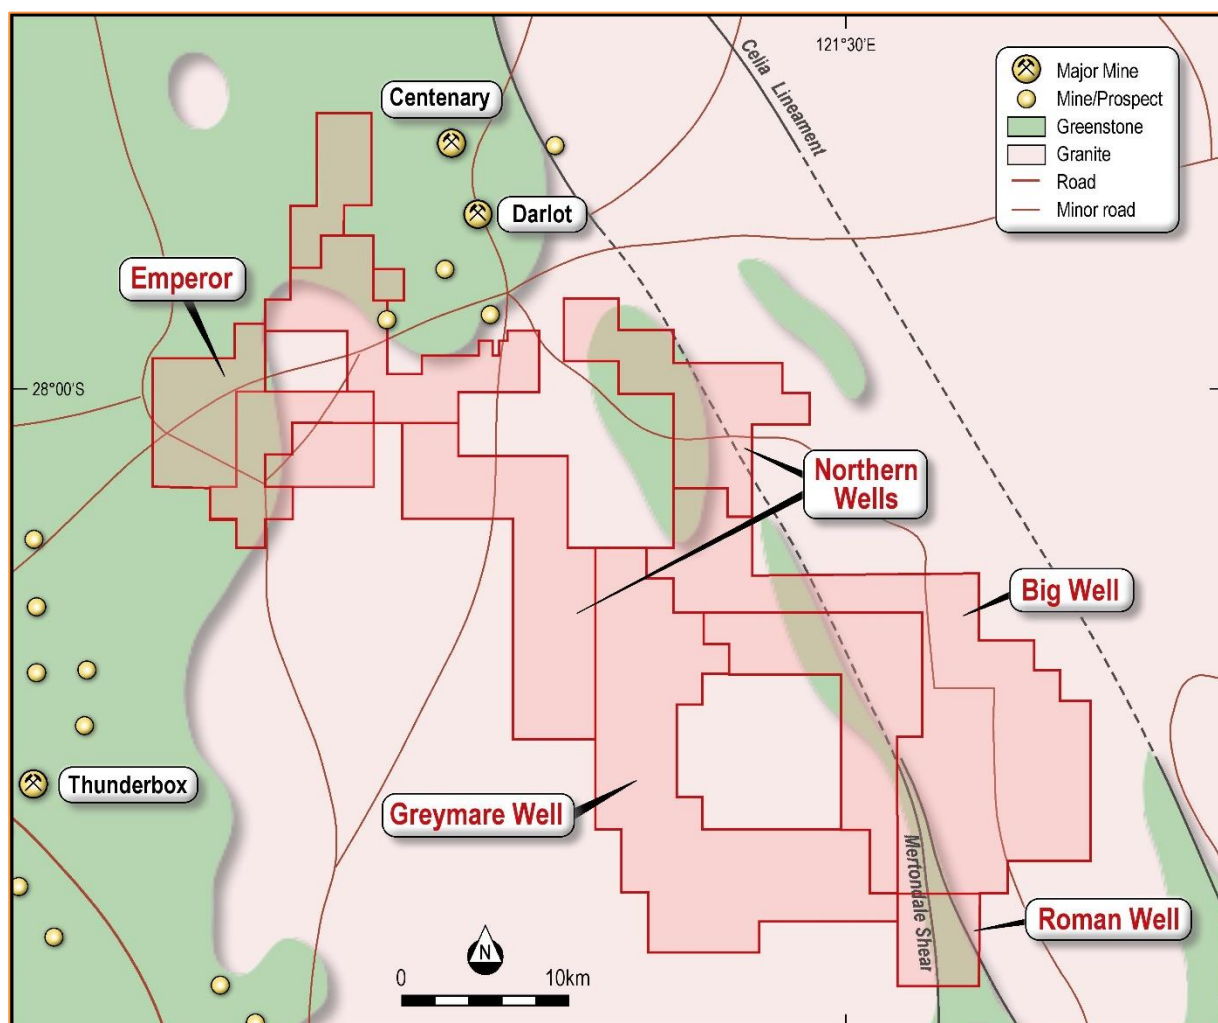 121°30'E
Celia Lineament
Major Mine
Mine/Prospect
Greenstone
Granite
Road
Minor road
Centenary
Darlot
Emperor
28°00'S
Northern
Wells
Big Well
Thunderbox
Greymare Well
Mertondale Shear
Roman Well
N
0 10km